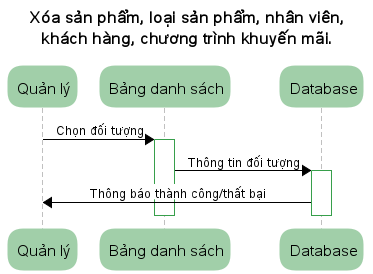 Xóa sản phẩm, loại sản phẩm, nhân viên,
khách hàng, chương trình khuyến mãi.
Quản lý
Bảng danh sách
Database
Chọn đối tượng
Thông tin đối tượng
Thông báo thành công/thất bại
Quản lý
Bảng danh sách
Database